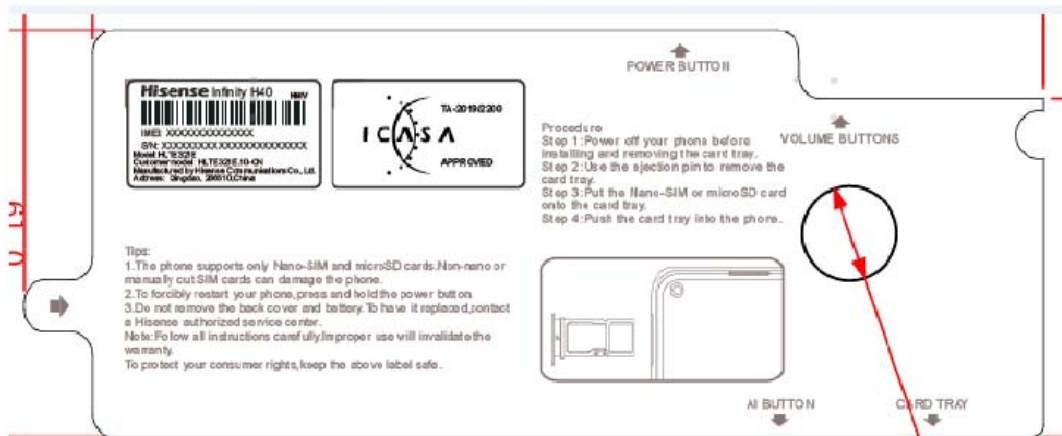 POWER BUTTON
Hisense Infinity H40
IME1: XXXXXXXXXXXXXXX
S/N: XXXXXXXXXXXXXXXXXXXXXXXXX
Model: HLTE321E
Customer model: HLTE321E.10-KN
Manufactured by Hisense Communications Co., Ltd.
Address: Qingdao, 266510,China
TA-2019/2200
ICASA
APPROVED
VOLUME BUTTONS
Procedure:
Step 1:Power off your phone before
installing and removing the card tray.
Step 2:Use the ejection pin to remove the
card tray.
Step 3:Put the Nano-SIM or microSD card
onto the card tray.
Step 4:Push the card tray into the phone.
Tips:
1.The phone supports only Nano-SIM and microSD cards.Non-nano or
manually cut SIM cards can damage the phone.
2.To forcibly restart your phone,press and hold the power button.
3.Do not remove the back cover and battery.To have it replaced,contact
a Hisense authorized service center.
Note:Follow all instructions carefully.Improper use will invalidate the
warranty.
To protect your consumer rights,keep the above label safe.
AI BUTTON
CARD TRAY